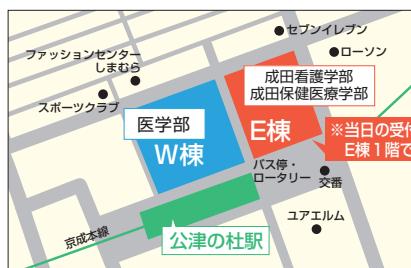 セブンイレブン
ローソン
ファッションセンター
しまむら
スポーツクラブ
成田看護学部
成田保健医療学部
医学部
W棟
E棟
※当日の受付
E棟1階で
バス停・
ロータリー
交番
ユアエルム
京成本線
公津の杜駅